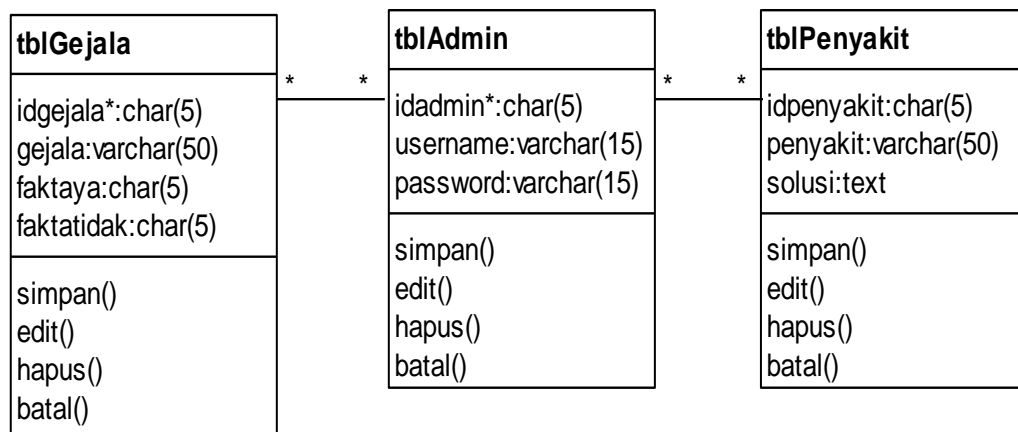 tblGejala
idgejala*:char(5)
gejala:varchar(50)
faktaya:char(5)
faktatidak:char(5)
simpan()
edit()
hapus()
batal()
* *
tblAdmin
idadmin*:char(5)
username:varchar(15)
password:varchar(15)
simpan()
edit()
hapus()
batal()
* *
tblPenyakit
idpenyakit:char(5)
penyakit:varchar(50)
solusi:text
simpan()
edit()
hapus()
batal()